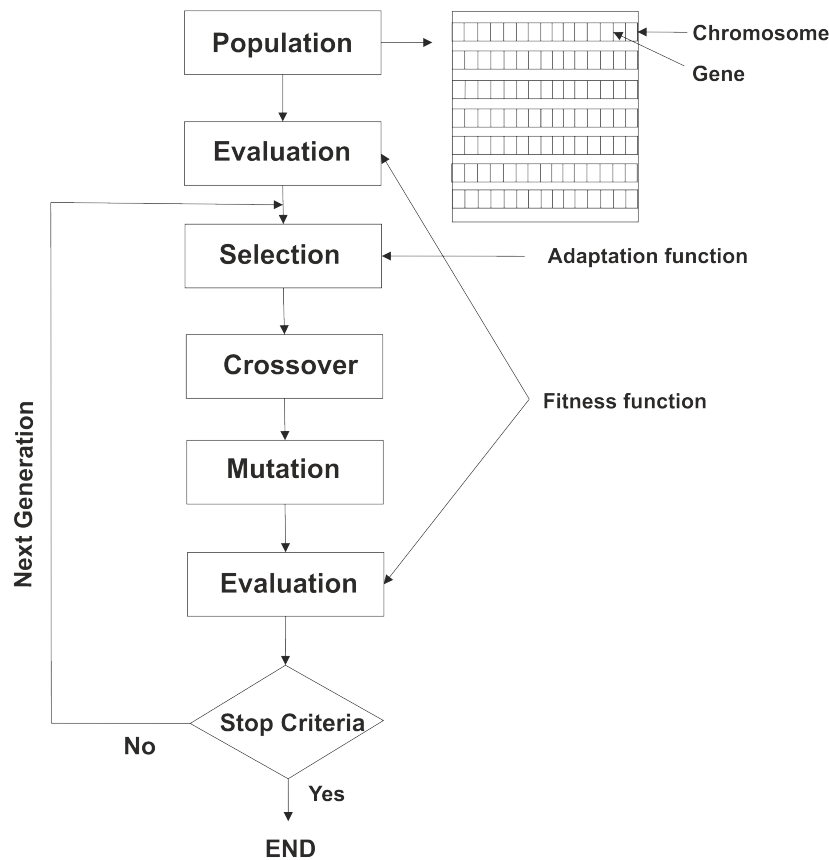 Population
Chromosome
Gene
Evaluation
Selection
Adaptation function
Crossover
Fitness function
Next Generation
Mutation
Evaluation
Stop Criteria
No
Yes
END